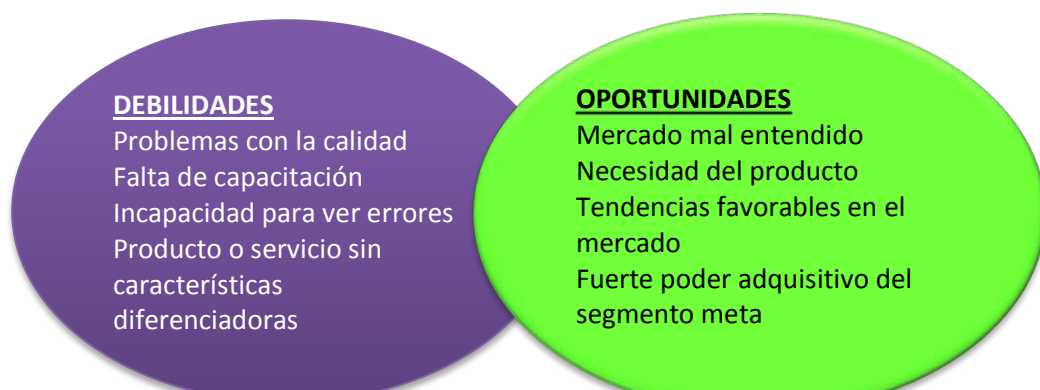 DEBILIDADES
Problemas con la calidad
Falta de capacitación
Incapacidad para ver errores
Producto o servicio sin
características
diferenciadoras
OPORTUNIDADES
Mercado mal entendido
Necesidad del producto
Tendencias favorables en el
mercado
Fuerte poder adquisitivo del
segmento meta